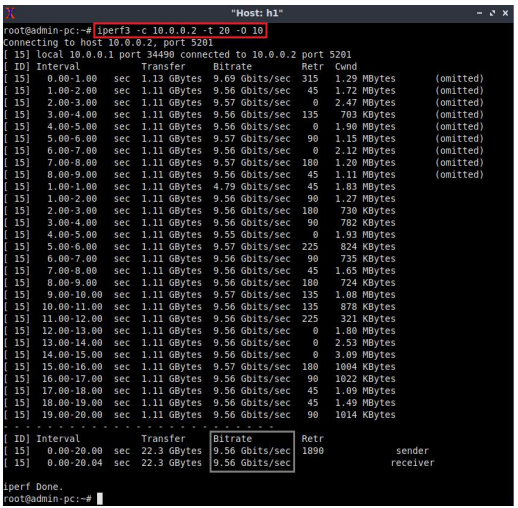 "Host: h1"
root@admin-pc:~# iperf3 -c 10.0.0.2 -t 20 -O 10
Connecting to host 10.0.0.2, port 5201
[ 15] local 10.0.0.1 port 34490 connected to 10.0.0.2 port 5201
[ ID] Interval Transfer Bitrate Retr Cwnd
[ 15] 0.00-1.00 sec 1.13 GBytes 9.69 Gbits/sec 315 1.29 MBytes (omitted)
[ 15] 1.00-2.00 sec 1.11 GBytes 9.56 Gbits/sec 45 1.72 MBytes (omitted)
[ 15] 2.00-3.00 sec 1.11 GBytes 9.57 Gbits/sec 0 2.47 MBytes (omitted)
[ 15] 3.00-4.00 sec 1.11 GBytes 9.56 Gbits/sec 135 703 KBytes (omitted)
[ 15] 4.00-5.00 sec 1.11 GBytes 9.57 Gbits/sec 0 1.90 MBytes (omitted)
[ 15] 5.00-6.00 sec 1.11 GBytes 9.57 Gbits/sec 90 1.15 MBytes (omitted)
[ 15] 6.00-7.00 sec 1.11 GBytes 9.56 Gbits/sec 0 2.12 MBytes (omitted)
[ 15] 7.00-8.00 sec 1.11 GBytes 9.57 Gbits/sec 180 1.20 MBytes (omitted)
[ 15] 8.00-9.00 sec 1.11 GBytes 9.56 Gbits/sec 45 1.11 MBytes (omitted)
[ 15] 1.00-1.00 sec 1.11 GBytes 4.79 Gbits/sec 45 1.83 MBytes
[ 15] 1.00-2.00 sec 1.11 GBytes 9.56 Gbits/sec 90 1.27 MBytes
[ 15] 2.00-3.00 sec 1.11 GBytes 9.56 Gbits/sec 180 730 KBytes
[ 15] 3.00-4.00 sec 1.11 GBytes 9.56 Gbits/sec 90 782 KBytes
[ 15] 4.00-5.00 sec 1.11 GBytes 9.55 Gbits/sec 0 1.93 MBytes
[ 15] 5.00-6.00 sec 1.11 GBytes 9.57 Gbits/sec 225 824 KBytes
[ 15] 6.00-7.00 sec 1.11 GBytes 9.56 Gbits/sec 90 735 KBytes
[ 15] 7.00-8.00 sec 1.11 GBytes 9.56 Gbits/sec 45 1.65 MBytes
[ 15] 8.00-9.00 sec 1.11 GBytes 9.56 Gbits/sec 180 724 KBytes
[ 15] 9.00-10.00 sec 1.11 GBytes 9.57 Gbits/sec 135 1.08 MBytes
[ 15] 10.00-11.00 sec 1.11 GBytes 9.56 Gbits/sec 135 878 KBytes
[ 15] 11.00-12.00 sec 1.11 GBytes 9.56 Gbits/sec 225 321 KBytes
[ 15] 12.00-13.00 sec 1.11 GBytes 9.56 Gbits/sec 0 1.80 MBytes
[ 15] 13.00-14.00 sec 1.11 GBytes 9.56 Gbits/sec 0 2.53 MBytes
[ 15] 14.00-15.00 sec 1.11 GBytes 9.56 Gbits/sec 0 3.09 MBytes
[ 15] 15.00-16.00 sec 1.11 GBytes 9.57 Gbits/sec 180 1004 KBytes
[ 15] 16.00-17.00 sec 1.11 GBytes 9.56 Gbits/sec 90 1022 KBytes
[ 15] 17.00-18.00 sec 1.11 GBytes 9.56 Gbits/sec 45 1.09 MBytes
[ 15] 18.00-19.00 sec 1.11 GBytes 9.56 Gbits/sec 45 1.49 MBytes
[ 15] 19.00-20.00 sec 1.11 GBytes 9.56 Gbits/sec 90 1014 KBytes
- - - - - - - - - - - - - - - - - - - - - - - - -
[ ID] Interval Transfer Bitrate Retr
[ 15] 0.00-20.00 sec 22.3 GBytes 9.56 Gbits/sec 1890 sender
[ 15] 0.00-20.04 sec 22.3 GBytes 9.56 Gbits/sec receiver
iperf Done.
root@admin-pc:~#